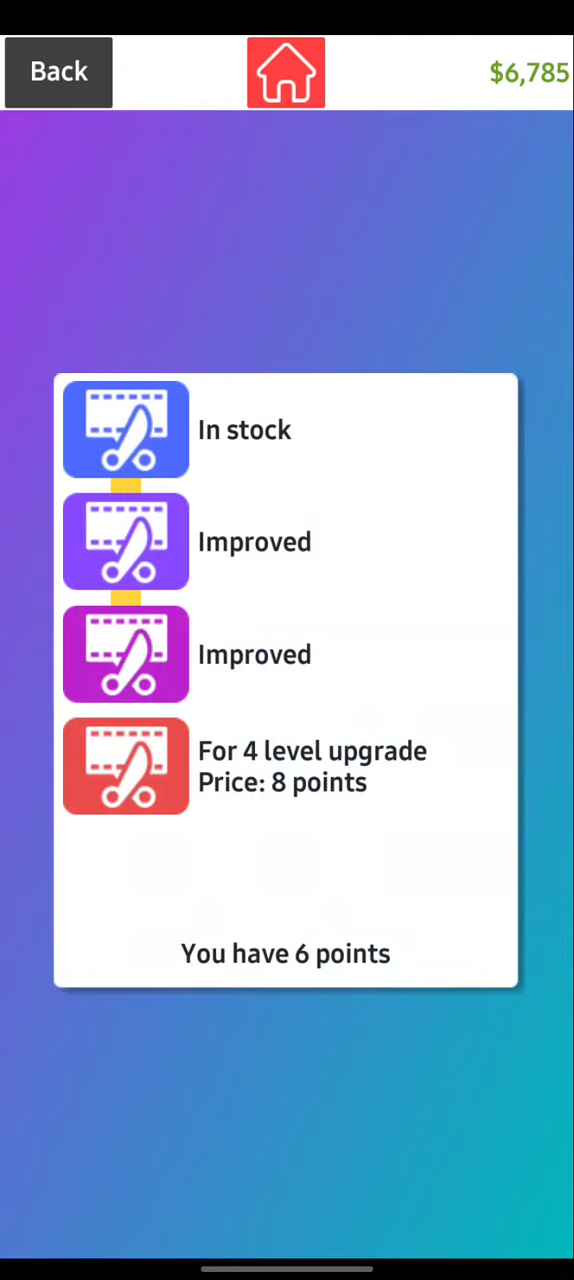 Back
$6,785
In stock
Improved
Improved
For 4 level upgrade
Price: 8 points
You have 6 points